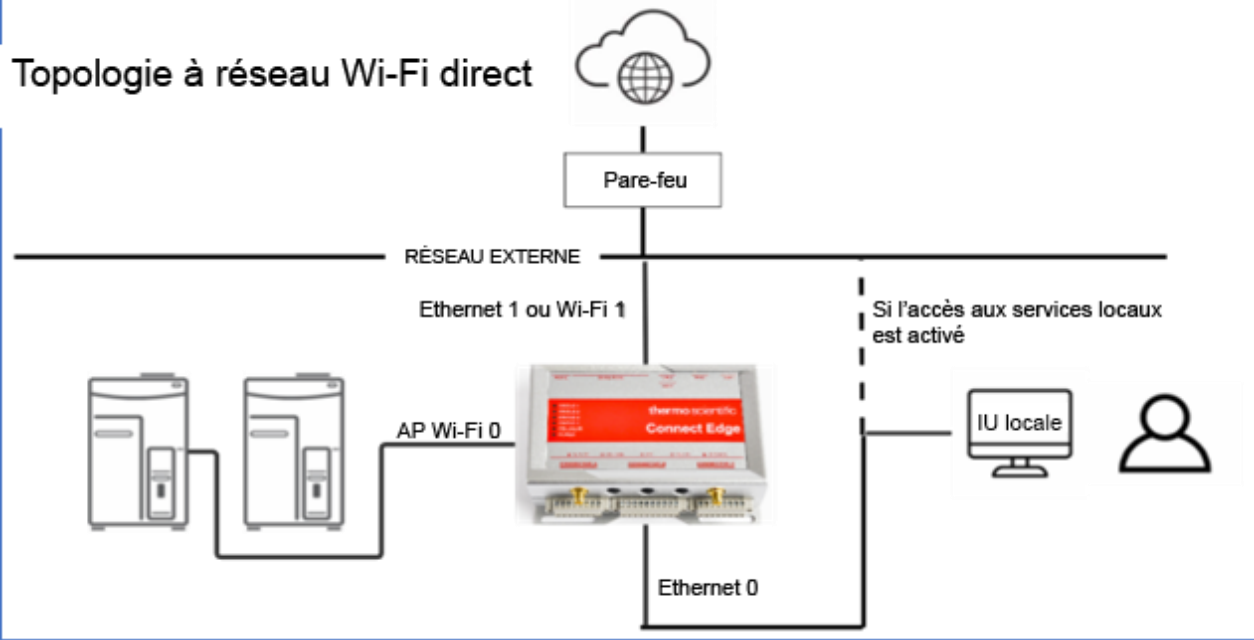 Topologie à réseau Wi-Fi direct
Pare-feu
RÉSEAU EXTERNE
Ethernet 1 ou Wi-Fi 1
Si l'accès aux services locaux
est activé
thermo scientific
Connect Edge
AP Wi-Fi 0
IU locale
Ethernet 0